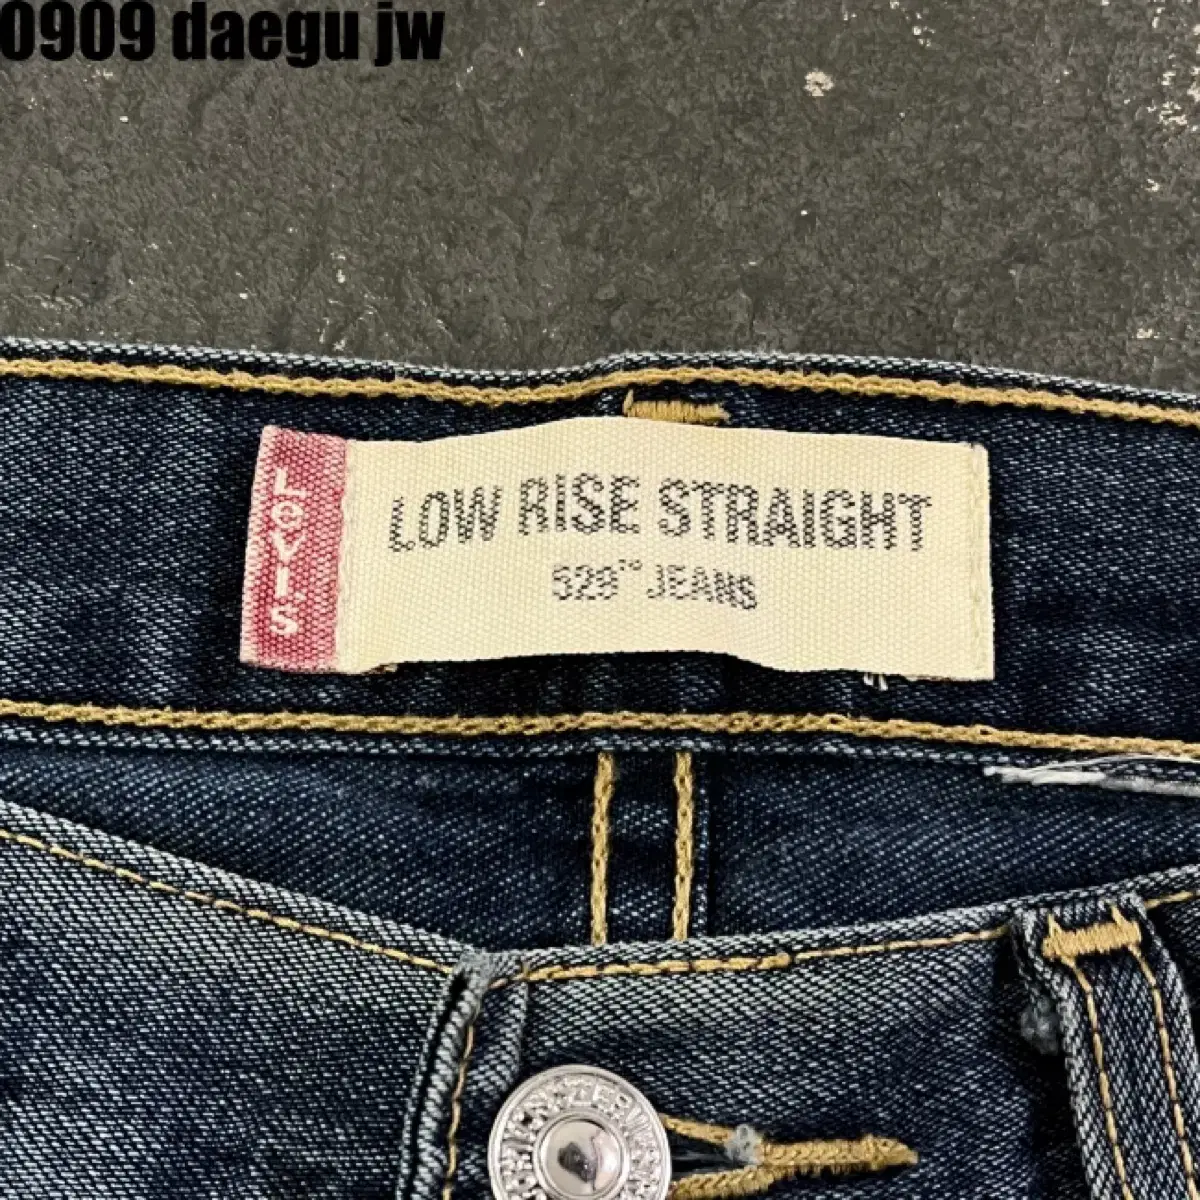 0909 daegu jw
Levi's
LOW RISE STRAIGHT
529™ JEANS